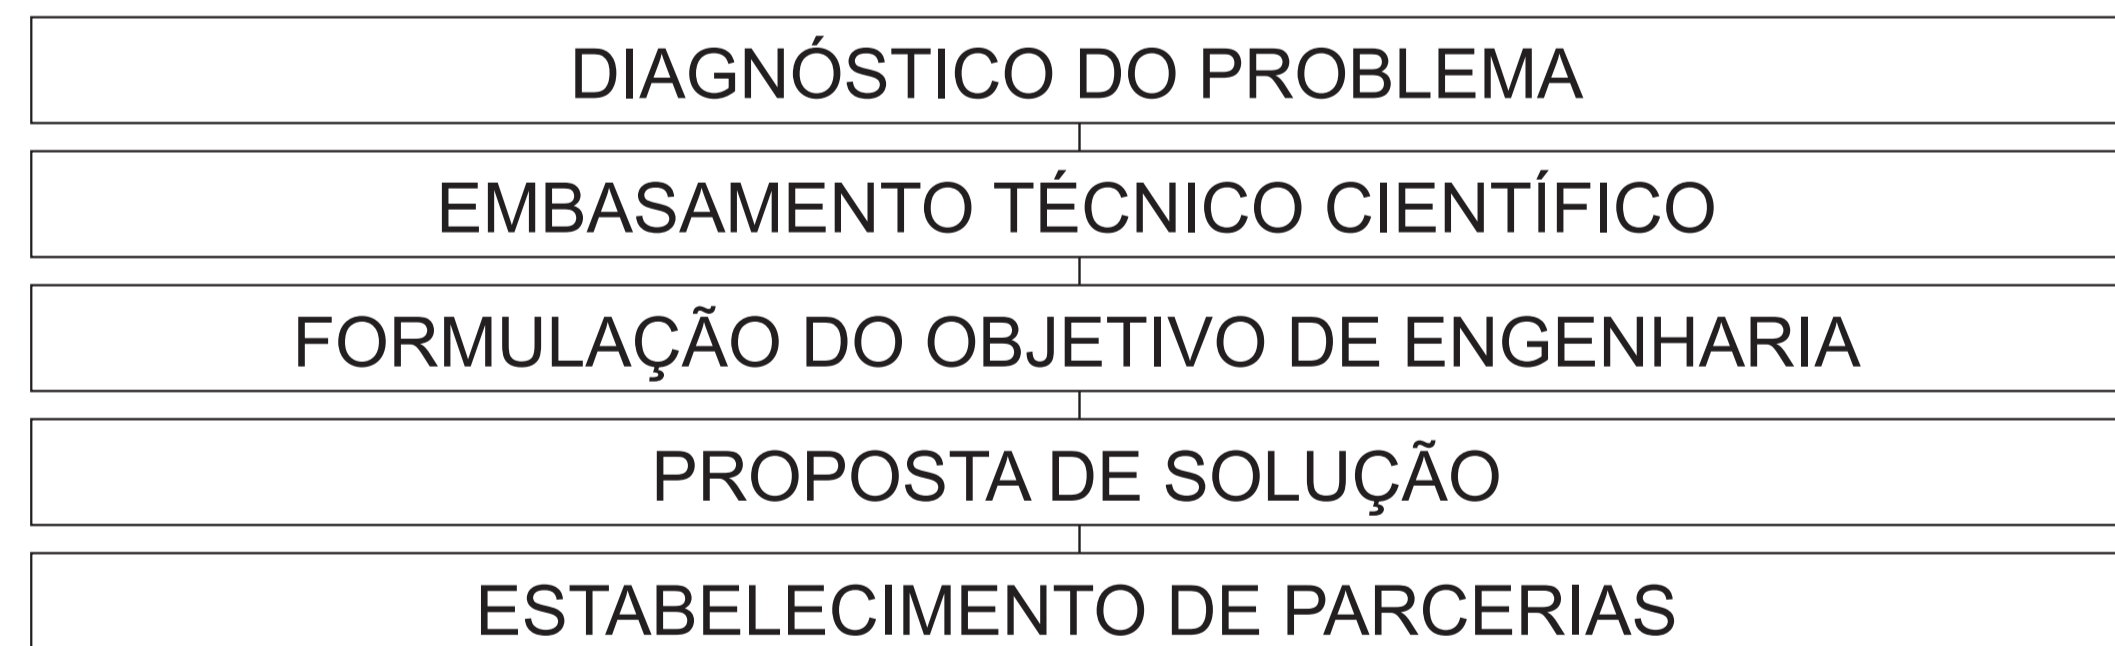 DIAGNÓSTICO DO PROBLEMA
EMBASAMENTO TÉCNICO CIENTÍFICO
FORMULAÇÃO DO OBJETIVO DE ENGENHARIA
PROPOSTA DE SOLUÇÃO
ESTABELECIMENTO DE PARCERIAS